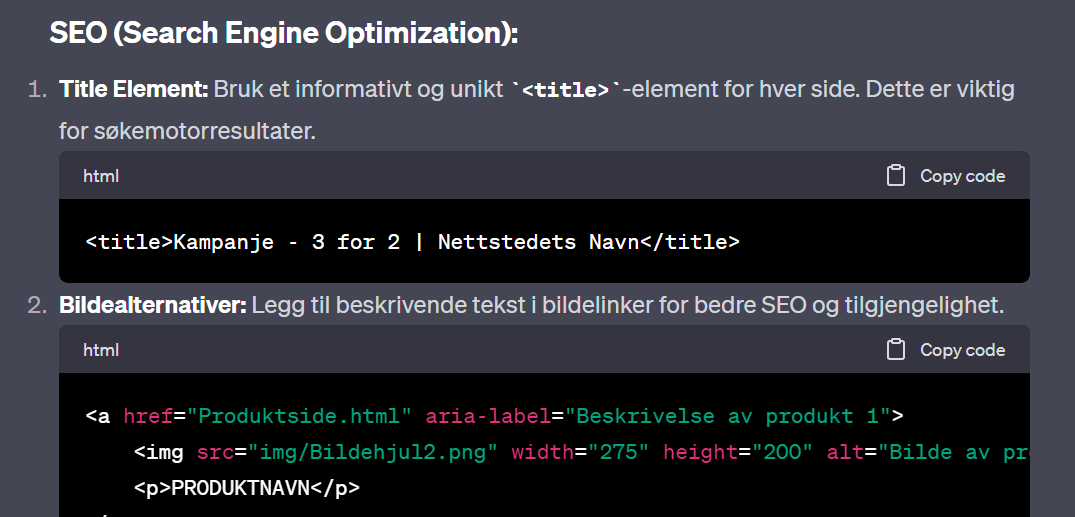 SEO (Search Engine Optimization):
1. Title Element: Bruk et informativt og unikt `<title>`-element for hver side. Dette er viktig
for søkemotorresultater.
html Copy code
<title>Kampanje - 3 for 2 | Nettstedets Navn</title>
2. Bildealternativer: Legg til beskrivende tekst i bildelinker for bedre SEO og tilgjengelighet.
html Copy code
<a href="Produktside.html" aria-label="Beskrivelse av produkt 1">
<img src="img/Bildehjul2.png" width="275" height="200" alt="Bilde av
<p>PRODUKTNAVN</p>